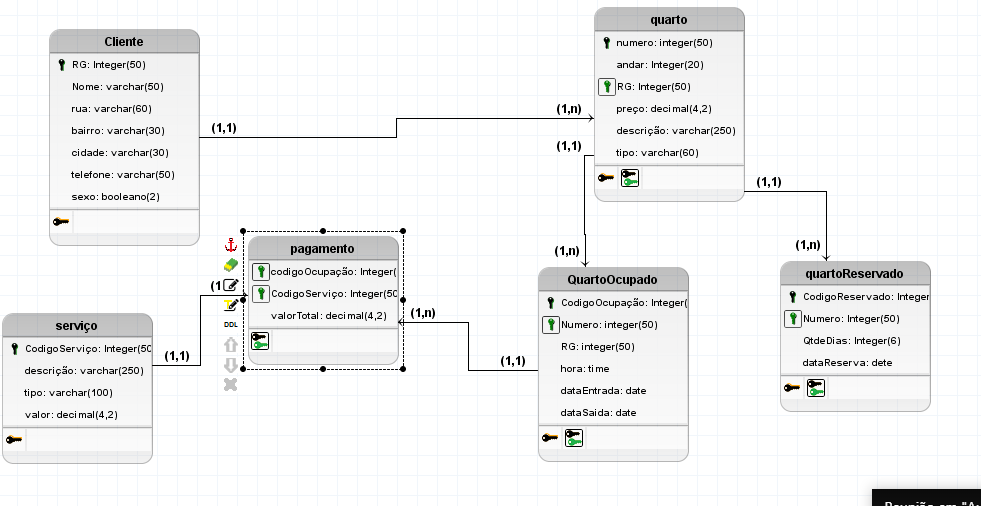 Cliente
RG: Integer(50)
Nome: varchar(50)
rua: varchar(60)
bairro: varchar(30)
cidade: varchar(30)
telefone: varchar(50)
sexo: booleano(2)
(1,1)
(1,n)
quarto
numero: integer(50)
andar: Integer(20)
RG: Integer(50)
preço: decimal(4,2)
descrição: varchar(250)
tipo: varchar(60)
(1,1)
(1,n)
(1,1)
(1,n)
pagamento
codigoOcupação: Integer(
CodigoServiço: Integer(50
valorTotal: decimal(4,2)
DDL
(1
(1,n)
(1,1)
(1,1)
serviço
CodigoServiço: Integer(50
descrição: varchar(250)
tipo: varchar(100)
valor: decimal(4,2)
QuartoOcupado
CodigoOcupação: Integer(
Numero: integer(50)
RG: integer(50)
hora: time
dataEntrada: date
dataSaida: date
quartoReservado
CodigoReservado: Integer
Numero: Integer(50)
QtdeDias: Integer(6)
dataReserva: dete
Reunião em "A